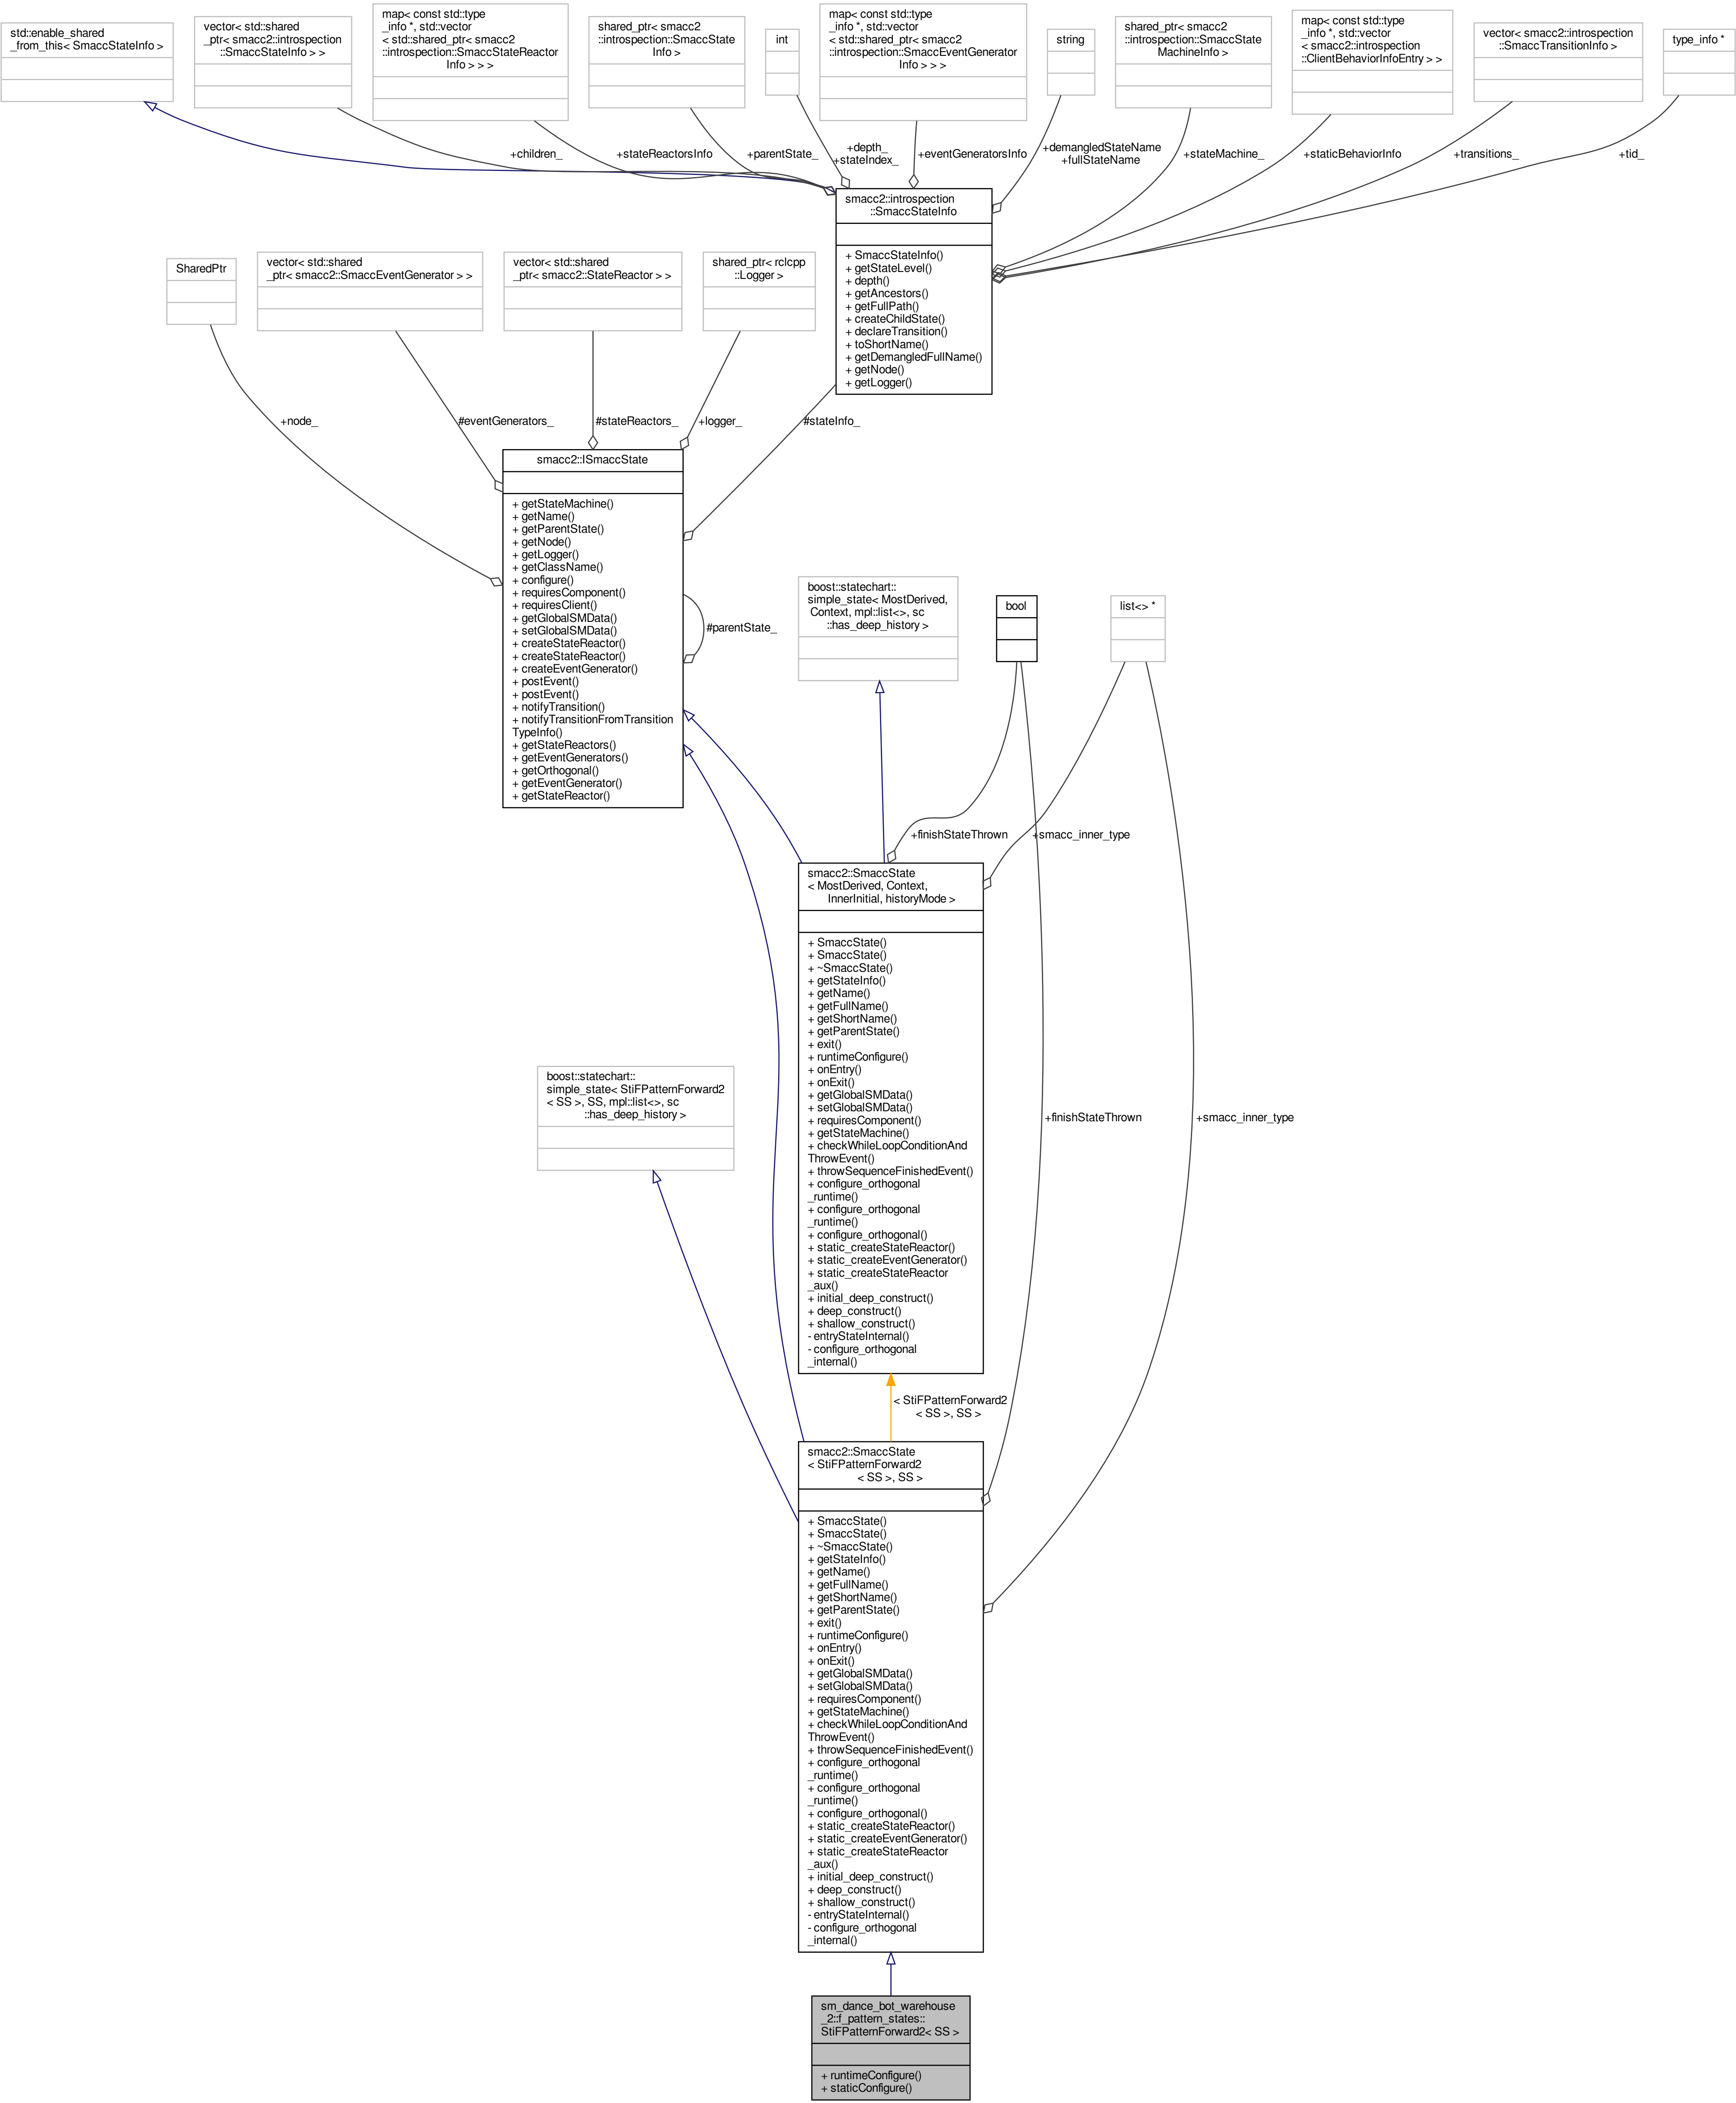 std::enable_shared
_from_this< SmaccStateInfo >
vector< std::shared
_ptr< smacc2::introspection
::SmaccStateInfo > >
map< const std::type
_info *, std::vector
< std::shared_ptr< smacc2
::introspection::SmaccStateReactor
Info > > >
shared_ptr< smacc2
::introspection::SmaccState
Info >
int
map< const std::type
_info *, std::vector
< std::shared_ptr< smacc2
::introspection::SmaccEventGenerator
Info > > >
string
shared_ptr< smacc2
::introspection::SmaccState
MachineInfo >
map< const std::type
_info *, std::vector
< smacc2::introspection
::ClientBehaviorInfoEntry > >
vector< smacc2::introspection
::SmaccTransitionInfo >
type_info *
+children_
+stateReactorsInfo
+parentState_
+depth_
+stateIndex_
+eventGeneratorsInfo
+demangledStateName
+fullStateName
+stateMachine_
+staticBehaviorInfo
+transitions_
+tid_
smacc2::introspection
::SmaccStateInfo
+ SmaccStateInfo()
+ getStateLevel()
+ depth()
+ getAncestors()
+ getFullPath()
+ createChildState()
+ declareTransition()
+ toShortName()
+ getDemangledFullName()
+ getNode()
+ getLogger()
SharedPtr
vector< std::shared
_ptr< smacc2::SmaccEventGenerator > >
vector< std::shared
_ptr< smacc2::StateReactor > >
shared_ptr< rclcpp
::Logger >
+node_
#eventGenerators_
#stateReactors_
+logger_
#stateInfo_
smacc2::ISmaccState
+ getStateMachine()
+ getName()
+ getParentState()
+ getNode()
+ getLogger()
+ getClassName()
+ configure()
+ requiresComponent()
+ requiresClient()
+ getGlobalSMData()
+ setGlobalSMData()
+ createStateReactor()
+ createStateReactor()
+ createEventGenerator()
+ postEvent()
+ postEvent()
+ notifyTransition()
+ notifyTransitionFromTransition
TypeInfo()
+ getStateReactors()
+ getEventGenerators()
+ getOrthogonal()
+ getEventGenerator()
+ getStateReactor()
#parentState_
boost::statechart::
simple_state< MostDerived,
Context, mpl::list<>, sc
::has_deep_history >
bool
list<> *
+finishStateThrown
+smacc_inner_type
smacc2::SmaccState
< MostDerived, Context,
InnerInitial, historyMode >
+ SmaccState()
+ SmaccState()
+ ~SmaccState()
+ getStateInfo()
+ getName()
+ getFullName()
+ getShortName()
+ getParentState()
+ exit()
+ runtimeConfigure()
+ onEntry()
+ onExit()
+ getGlobalSMData()
+ setGlobalSMData()
+ requiresComponent()
+ getStateMachine()
+ checkWhileLoopConditionAnd
ThrowEvent()
+ throwSequenceFinishedEvent()
+ configure_orthogonal
_runtime()
+ configure_orthogonal
_runtime()
+ configure_orthogonal()
+ static_createStateReactor()
+ static_createEventGenerator()
+ static_createStateReactor
_aux()
+ initial_deep_construct()
+ deep_construct()
+ shallow_construct()
- entryStateInternal()
- configure_orthogonal
_internal()
boost::statechart::
simple_state< StiFPatternForward2
< SS >, SS, mpl::list<>, sc
::has_deep_history >
+finishStateThrown
+smacc_inner_type
< StiFPatternForward2
< SS >, SS >
smacc2::SmaccState
< StiFPatternForward2
< SS >, SS >
+ SmaccState()
+ SmaccState()
+ ~SmaccState()
+ getStateInfo()
+ getName()
+ getFullName()
+ getShortName()
+ getParentState()
+ exit()
+ runtimeConfigure()
+ onEntry()
+ onExit()
+ getGlobalSMData()
+ setGlobalSMData()
+ requiresComponent()
+ getStateMachine()
+ checkWhileLoopConditionAnd
ThrowEvent()
+ throwSequenceFinishedEvent()
+ configure_orthogonal
_runtime()
+ configure_orthogonal
_runtime()
+ configure_orthogonal()
+ static_createStateReactor()
+ static_createEventGenerator()
+ static_createStateReactor
_aux()
+ initial_deep_construct()
+ deep_construct()
+ shallow_construct()
- entryStateInternal()
- configure_orthogonal
_internal()
sm_dance_bot_warehouse
_2::f_pattern_states::
StiFPatternForward2< SS >
+ runtimeConfigure()
+ staticConfigure()